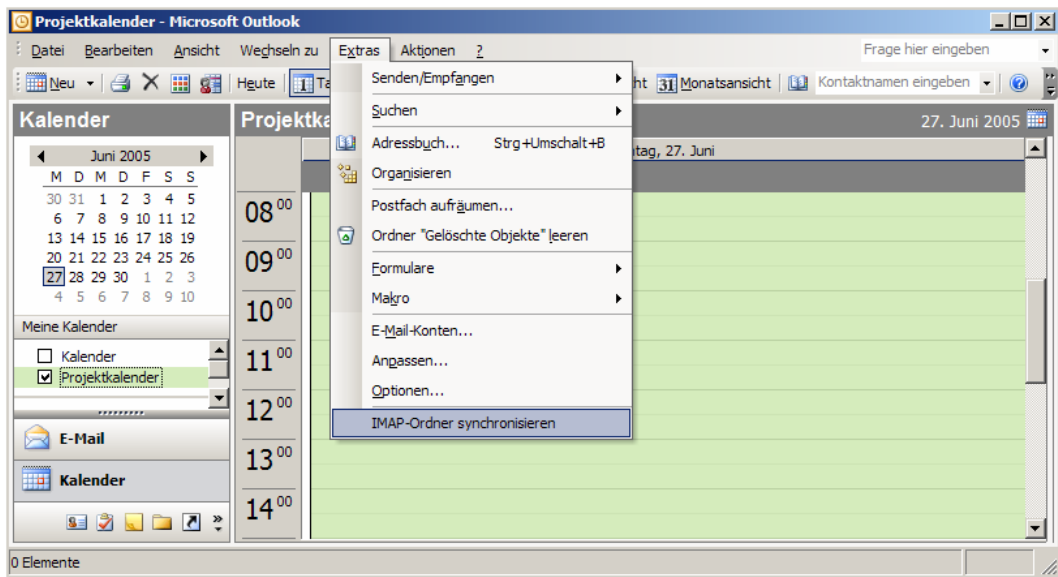 Projektkalender - Microsoft Outlook
Datei Bearbeiten Ansicht Wechseln zu Extras Aktionen ? Frage hier eingeben
Neu Heute Ta ht 31 Monatsansicht Kontaktnamen eingeben
Senden/Empfangen
Suchen
Adressbuch... Strg+Umschalt+B
Organisieren
Postfach aufräumen...
Ordner "Gelöschte Objekte" leeren
Formulare
Makro
E-Mail-Konten...
Anpassen...
Optionen...
IMAP-Ordner synchronisieren
Kalender
Projektka 27. Juni 2005
tag, 27. Juni
Juni 2005
M D M D F S S
30 31 1 2 3 4 5
6 7 8 9 10 11 12
13 14 15 16 17 18 19
20 21 22 23 24 25 26
27 28 29 30 1 2 3
4 5 6 7 8 9 10
Meine Kalender
Kalender
Projektkalender
E-Mail
Kalender
08 00
09 00
10 00
11 00
12 00
13 00
14 00
0 Elemente